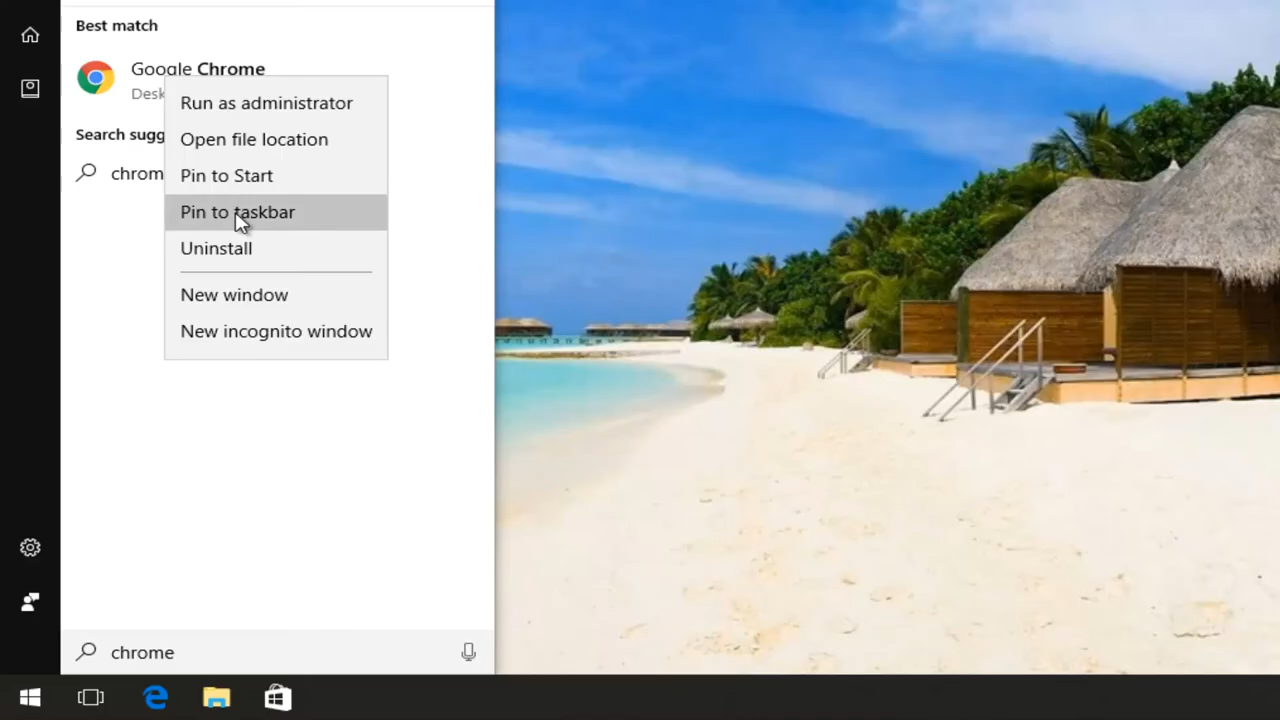 Best match
Google Chrome
Desk
Run as administrator
Open file location
Search sugg
chrom
Pin to Start
Pin to taskbar
Uninstall
New window
New incognito window
chrome